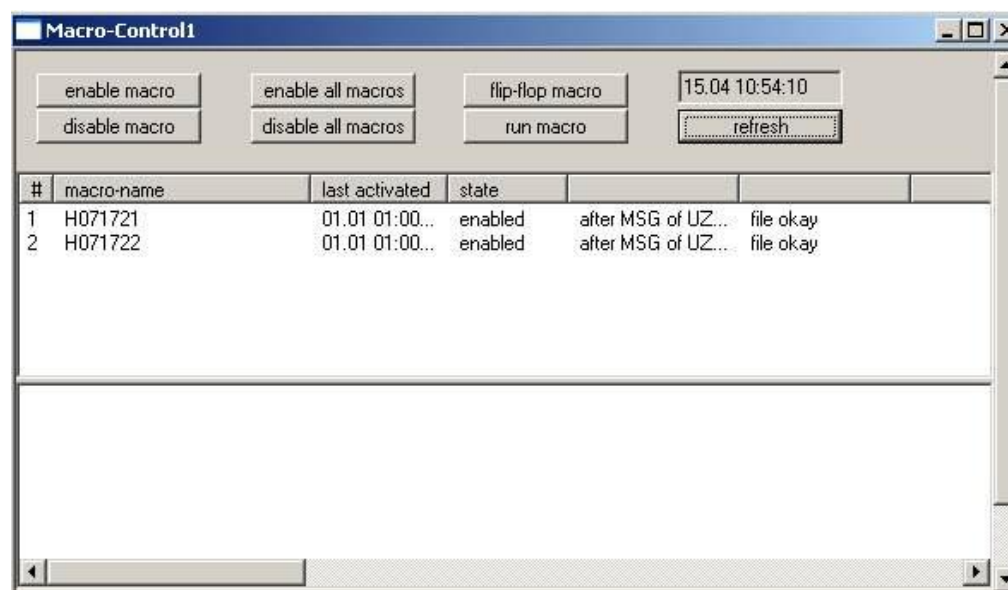 Macro-Control1
enable macro enable all macros flip-flop macro 15.04 10:54:10
disable macro disable all macros run macro refresh
# macro-name last activated state
1 H071721 01.01 01:00... enabled after MSG of UZ... file okay
2 H071722 01.01 01:00... enabled after MSG of UZ... file okay